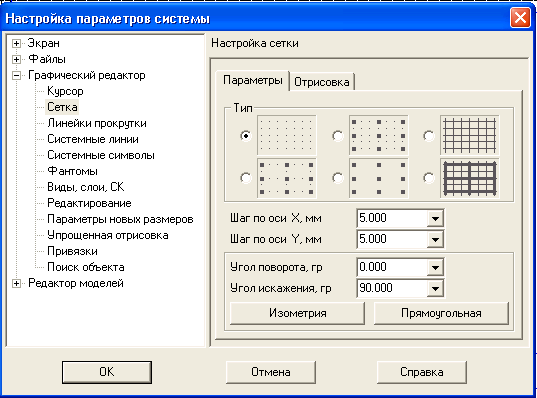 Настройка параметров системы
Экран
Файлы
Графический редактор
Курсор
Сетка
Линейки прокрутки
Системные линии
Системные символы
Фантомы
Виды, слои, СК
Редактирование
Параметры новых размеров
Упрощенная отрисовка
Привязки
Поиск объекта
Редактор моделей
Настройка сетки
Параметры
Отрисовка
Тип
Шаг по оси X, мм
5.000
Шаг по оси Y, мм
5.000
Угол поворота, гр
0.000
Угол искажения, гр
90.000
Изометрия
Прямоугольная
OK
Отмена
Справка